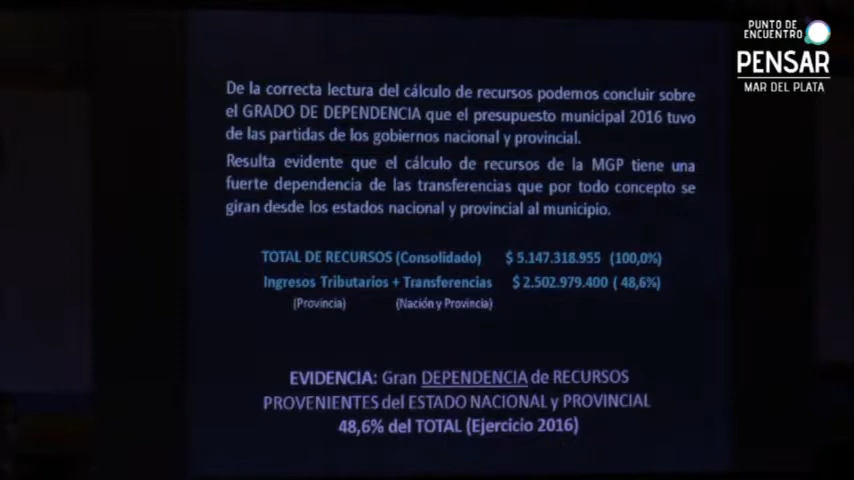 PUNTO DE
ENCUENTRO
PENSAR
MAR DEL PLATA
De la correcta lectura del cálculo de recursos podemos concluir sobre
el GRADO DE DEPENDENCIA que el presupuesto municipal 2016 tuvo
de las partidas de los gobiernos nacional y provincial.
Resulta evidente que el cálculo de recursos de la MGP tiene una
fuerte dependencia de las transferencias que por todo concepto se
giran desde los estados nacional y provincial al municipio.
TOTAL DE RECURSOS (Consolidado) $ 5.147.318.955 (100,0%)
Ingresos Tributarios + Transferencias $ 2.502.979.400 ( 48,6%)
(Provincia) (Nación y Provincia)
EVIDENCIA: Gran DEPENDENCIA de RECURSOS
PROVENIENTES del ESTADO NACIONAL y PROVINCIAL
48,6% del TOTAL (Ejercicio 2016)